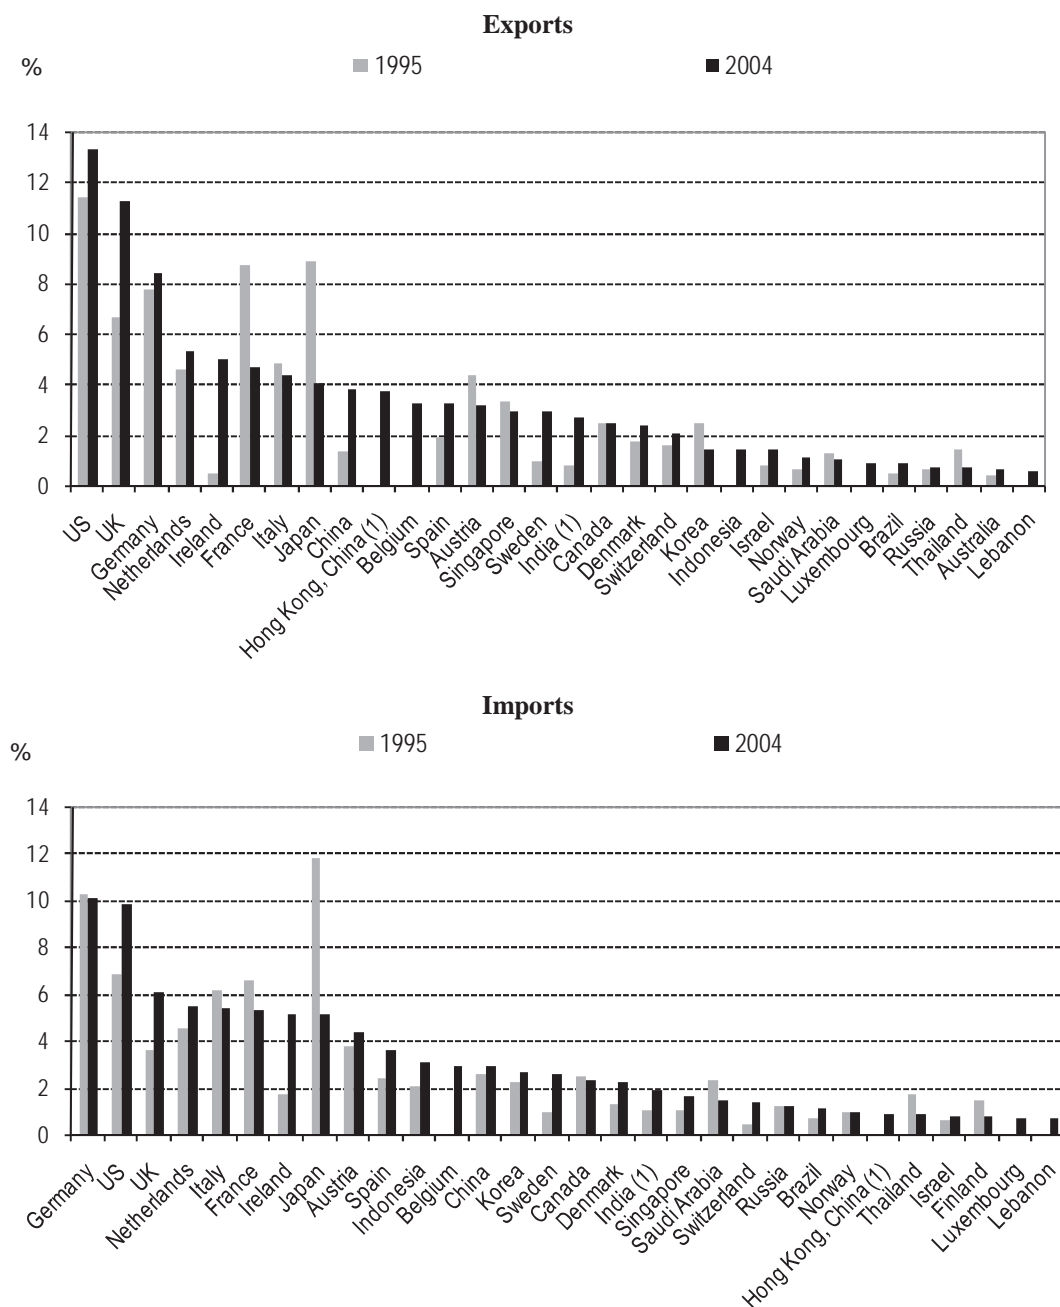 Exports
% 1995 2004
14
12
10
8
6
4
2
0
US
UK
Germany
Netherlands
Ireland
France
Italy
Japan
China
Hong Kong, China (1)
Belgium
Spain
Austria
Singapore
Sweden
India (1)
Canada
Denmark
Switzerland
Korea
Indonesia
Israel
Norway
Saudi Arabia
Luxembourg
Brazil
Russia
Thailand
Australia
Lebanon
Imports
% 1995 2004
14
12
10
8
6
4
2
0
Germany
US
UK
Netherlands
Italy
France
Ireland
Japan
Austria
Spain
Indonesia
Belgium
China
Korea
Sweden
Canada
Denmark
India (1)
Singapore
Saudi Arabia
Switzerland
Russia
Brazil
Norway
Hong Kong, China (1)
Thailand
Israel
Finland
Luxembourg
Lebanon